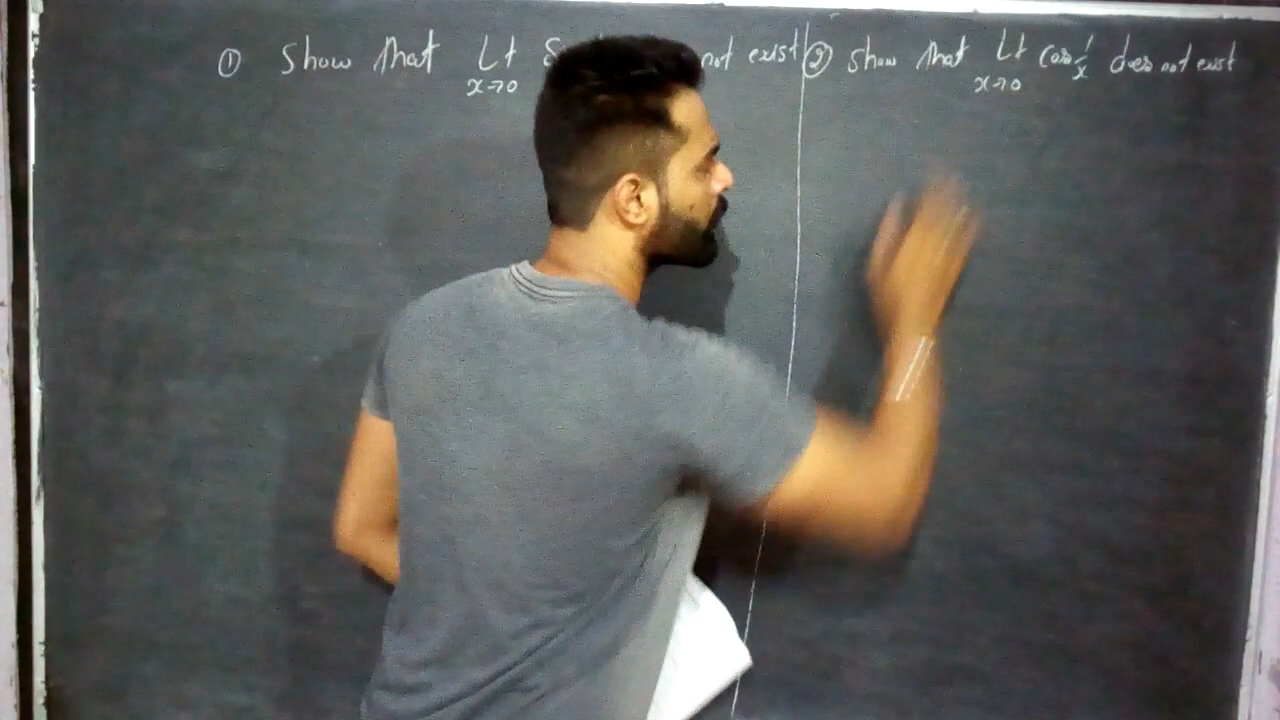 ① Show that Lt x→0 not exist
② Show that Lt x→0 Cos 1/x does not exist